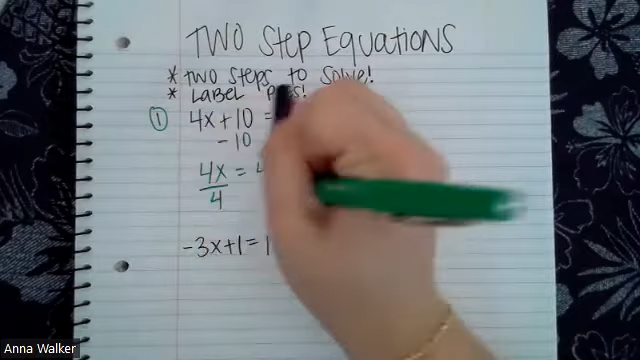 TWO Step EQUATIONS
* TWO Steps to Solve!
* LABEL
① 4x + 10 =
- 10
4x = 4
4
-3x+1=1
Anna Walker